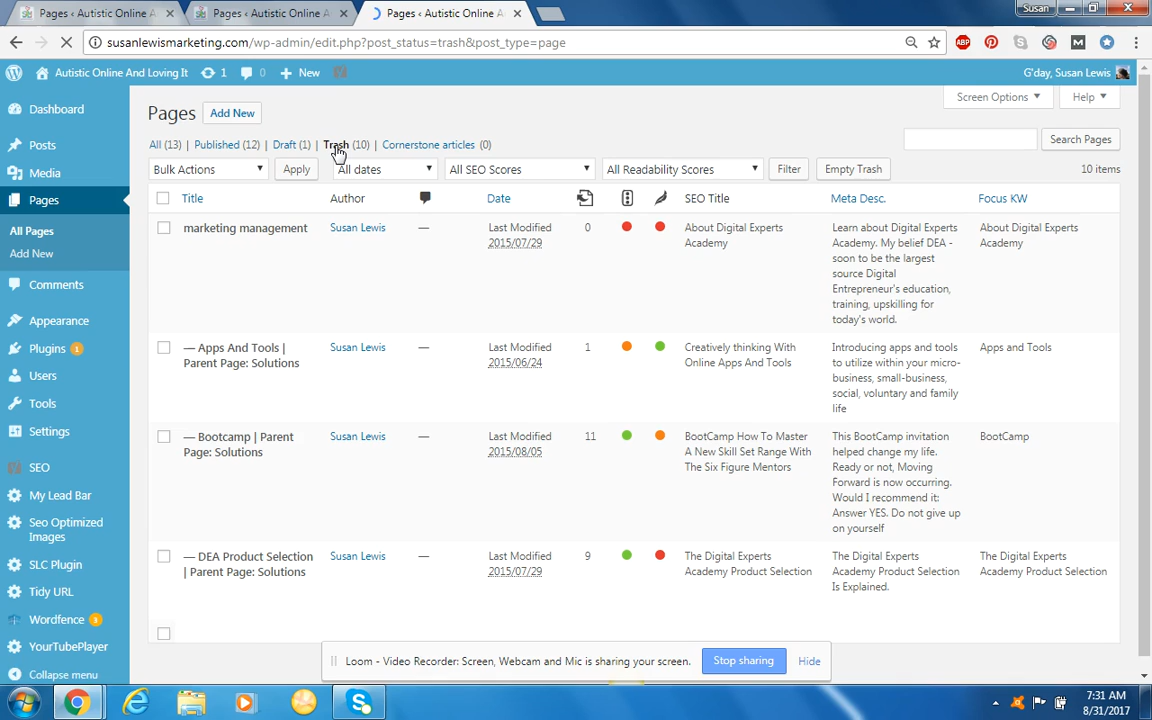 Pages ‹ Autistic Online A
Pages ‹ Autistic Online A
Pages ‹ Autistic Online A
Susan
susanlewismarketing.com/wp-admin/edit.php?post_status=trash&post_type=page
ABP
M
Autistic Online And Loving It
1
0
New
G'day, Susan Lewis
Dashboard
Posts
Media
Pages
All Pages
Add New
Comments
Appearance
Plugins 1
Users
Tools
Settings
SEO
My Lead Bar
Seo Optimized
Images
SLC Plugin
Tidy URL
Wordfence 3
YourTubePlayer
Collapse menu
Screen Options
Help
Pages
Add New
All (13) | Published (12) | Draft (1) | Trash (10) | Cornerstone articles (0)
Search Pages
Bulk Actions
Apply
All dates
All SEO Scores
All Readability Scores
Filter
Empty Trash
10 items
Title
Author
Date
SEO Title
Meta Desc.
Focus KW
marketing management
Susan Lewis
—
Last Modified
2015/07/29
0
About Digital Experts
Academy
Learn about Digital Experts
Academy. My belief DEA -
soon to be the largest
source Digital
Entrepreneur's education,
training, upskilling for
today's world.
About Digital Experts
Academy
— Apps And Tools |
Parent Page: Solutions
Susan Lewis
—
Last Modified
2015/06/24
1
Creatively thinking With
Online Apps And Tools
Introducing apps and tools
to utilize within your micro-
business, small-business,
social, voluntary and family
life
Apps and Tools
— Bootcamp | Parent
Page: Solutions
Susan Lewis
—
Last Modified
2015/08/05
11
BootCamp How To Master
A New Skill Set Range With
The Six Figure Mentors
This BootCamp invitation
helped change my life.
Ready or not, Moving
Forward is now occurring.
Would I recommend it:
Answer YES. Do not give up
on yourself
BootCamp
— DEA Product Selection
| Parent Page: Solutions
Susan Lewis
—
Last Modified
2015/07/29
9
The Digital Experts
Academy Product Selection
The Digital Experts
Academy Product Selection
Is Explained.
The Digital Experts
Academy Product Selection
Loom - Video Recorder: Screen, Webcam and Mic is sharing your screen.
Stop sharing
Hide
7:31 AM
8/31/2017